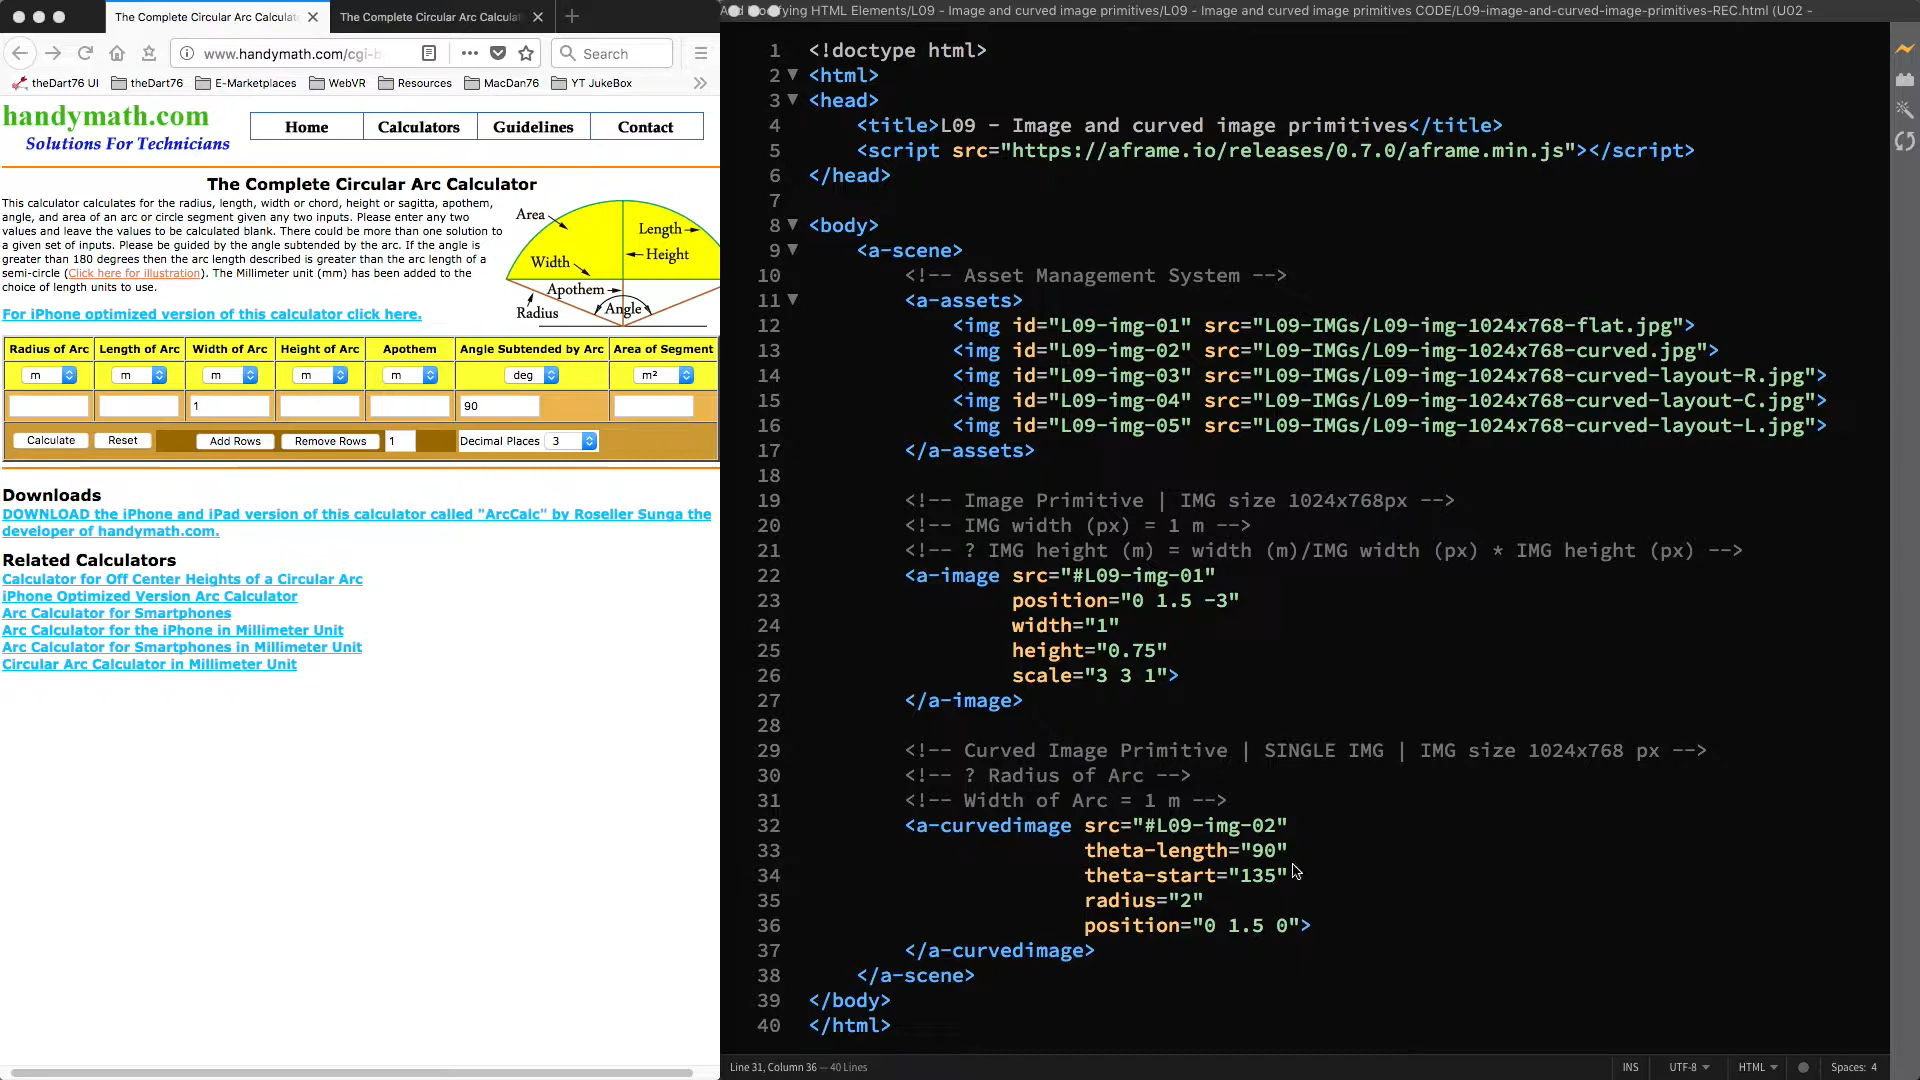 The Complete Circular Arc Calculat
The Complete Circular Arc Calculat
www.handymath.com/cgi-b
Search
theDart76 UI
theDart76
E-Marketplaces
WebVR
Resources
MacDan76
YT JukeBox
handymath.com
Solutions For Technicians
Home
Calculators
Guidelines
Contact
The Complete Circular Arc Calculator
This calculator calculates for the radius, length, width or chord, height or sagitta, apothem,
angle, and area of an arc or circle segment given any two inputs. Please enter any two
values and leave the values to be calculated blank. There could be more than one solution to
a given set of inputs. Please be guided by the angle subtended by the arc. If the angle is
greater than 180 degrees then the arc length described is greater than the arc length of a
semi-circle (Click here for illustration). The Millimeter unit (mm) has been added to the
choice of length units to use.
For iPhone optimized version of this calculator click here.
Area
Length
Height
Width
Apothem
Radius
Angle
Radius of Arc
Length of Arc
Width of Arc
Height of Arc
Apothem
Angle Subtended by Arc
Area of Segment
m
m
m
m
m
deg
m²
1
90
Calculate
Reset
Add Rows
Remove Rows
1
Decimal Places
3
Downloads
DOWNLOAD the iPhone and iPad version of this calculator called "ArcCalc" by Roseller Sunga the
developer of handymath.com.
Related Calculators
Calculator for Off Center Heights of a Circular Arc
iPhone Optimized Version Arc Calculator
Arc Calculator for Smartphones
Arc Calculator for the iPhone in Millimeter Unit
Arc Calculator for Smartphones in Millimeter Unit
Circular Arc Calculator in Millimeter Unit
Modifying HTML Elements/L09 - Image and curved image primitives/L09 - Image and curved image primitives CODE/L09-image-and-curved-image-primitives-REC.html (U02 -
1 <!doctype html>
2 <html>
3 <head>
4 <title>L09 - Image and curved image primitives</title>
5 <script src="https://aframe.io/releases/0.7.0/aframe.min.js"></script>
6 </head>
7
8 <body>
9 <a-scene>
10 <!-- Asset Management System -->
11 <a-assets>
12 <img id="L09-img-01" src="L09-IMGs/L09-img-1024x768-flat.jpg">
13 <img id="L09-img-02" src="L09-IMGs/L09-img-1024x768-curved.jpg">
14 <img id="L09-img-03" src="L09-IMGs/L09-img-1024x768-curved-layout-R.jpg">
15 <img id="L09-img-04" src="L09-IMGs/L09-img-1024x768-curved-layout-C.jpg">
16 <img id="L09-img-05" src="L09-IMGs/L09-img-1024x768-curved-layout-L.jpg">
17 </a-assets>
18
19 <!-- Image Primitive | IMG size 1024x768px -->
20 <!-- IMG width (px) = 1 m -->
21 <!-- ? IMG height (m) = width (m)/IMG width (px) * IMG height (px) -->
22 <a-image src="#L09-img-01"
23 position="0 1.5 -3"
24 width="1"
25 height="0.75"
26 scale="3 3 1">
27 </a-image>
28
29 <!-- Curved Image Primitive | SINGLE IMG | IMG size 1024x768 px -->
30 <!-- ? Radius of Arc -->
31 <!-- Width of Arc = 1 m -->
32 <a-curvedimage src="#L09-img-02"
33 theta-length="90"
34 theta-start="135"
35 radius="2"
36 position="0 1.5 0">
37 </a-curvedimage>
38 </a-scene>
39 </body>
40 </html>
Line 31, Column 36 — 40 Lines
INS
UTF-8
HTML
Spaces: 4